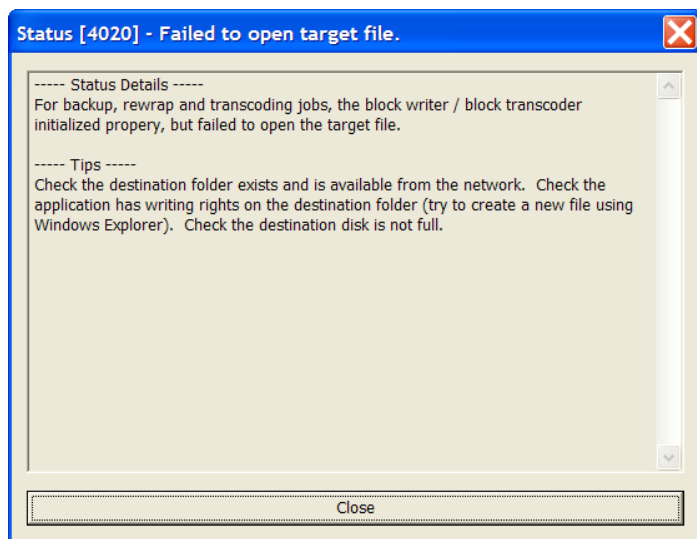 Status [4020] - Failed to open target file.
----- Status Details -----
For backup, rewrap and transcoding jobs, the block writer / block transcoder
initialized propery, but failed to open the target file.
----- Tips -----
Check the destination folder exists and is available from the network.  Check the
application has writing rights on the destination folder (try to create a new file using
Windows Explorer).  Check the destination disk is not full.
Close